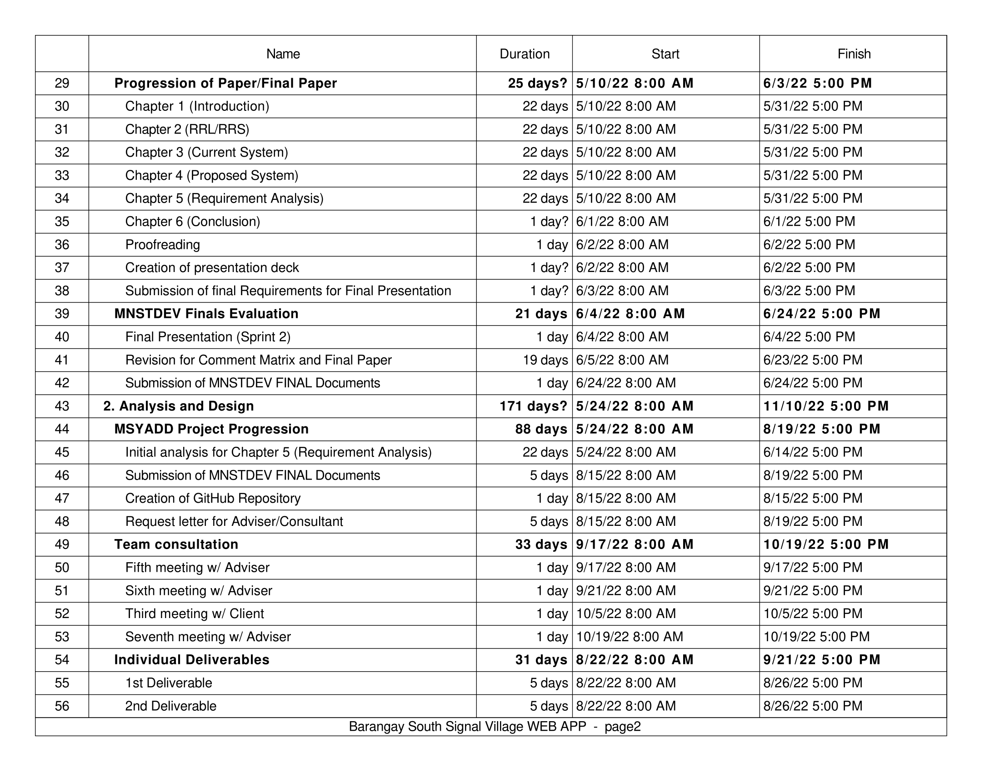 Name Duration Start Finish
29 Progression of Paper/Final Paper 25 days? 5/10/22 8:00 AM 6/3/22 5:00 PM
30 Chapter 1 (Introduction) 22 days 5/10/22 8:00 AM 5/31/22 5:00 PM
31 Chapter 2 (RRL/RRS) 22 days 5/10/22 8:00 AM 5/31/22 5:00 PM
32 Chapter 3 (Current System) 22 days 5/10/22 8:00 AM 5/31/22 5:00 PM
33 Chapter 4 (Proposed System) 22 days 5/10/22 8:00 AM 5/31/22 5:00 PM
34 Chapter 5 (Requirement Analysis) 22 days 5/10/22 8:00 AM 5/31/22 5:00 PM
35 Chapter 6 (Conclusion) 1 day? 6/1/22 8:00 AM 6/1/22 5:00 PM
36 Proofreading 1 day 6/2/22 8:00 AM 6/2/22 5:00 PM
37 Creation of presentation deck 1 day? 6/2/22 8:00 AM 6/2/22 5:00 PM
38 Submission of final Requirements for Final Presentation 1 day? 6/3/22 8:00 AM 6/3/22 5:00 PM
39 MNSTDEV Finals Evaluation 21 days 6/4/22 8:00 AM 6/24/22 5:00 PM
40 Final Presentation (Sprint 2) 1 day 6/4/22 8:00 AM 6/4/22 5:00 PM
41 Revision for Comment Matrix and Final Paper 19 days 6/5/22 8:00 AM 6/23/22 5:00 PM
42 Submission of MNSTDEV FINAL Documents 1 day 6/24/22 8:00 AM 6/24/22 5:00 PM
43 2. Analysis and Design 171 days? 5/24/22 8:00 AM 11/10/22 5:00 PM
44 MSYADD Project Progression 88 days 5/24/22 8:00 AM 8/19/22 5:00 PM
45 Initial analysis for Chapter 5 (Requirement Analysis) 22 days 5/24/22 8:00 AM 6/14/22 5:00 PM
46 Submission of MNSTDEV FINAL Documents 5 days 8/15/22 8:00 AM 8/19/22 5:00 PM
47 Creation of GitHub Repository 1 day 8/15/22 8:00 AM 8/15/22 5:00 PM
48 Request letter for Adviser/Consultant 5 days 8/15/22 8:00 AM 8/19/22 5:00 PM
49 Team consultation 33 days 9/17/22 8:00 AM 10/19/22 5:00 PM
50 Fifth meeting w/ Adviser 1 day 9/17/22 8:00 AM 9/17/22 5:00 PM
51 Sixth meeting w/ Adviser 1 day 9/21/22 8:00 AM 9/21/22 5:00 PM
52 Third meeting w/ Client 1 day 10/5/22 8:00 AM 10/5/22 5:00 PM
53 Seventh meeting w/ Adviser 1 day 10/19/22 8:00 AM 10/19/22 5:00 PM
54 Individual Deliverables 31 days 8/22/22 8:00 AM 9/21/22 5:00 PM
55 1st Deliverable 5 days 8/22/22 8:00 AM 8/26/22 5:00 PM
56 2nd Deliverable 5 days 8/22/22 8:00 AM 8/26/22 5:00 PM
Barangay South Signal Village WEB APP - page2